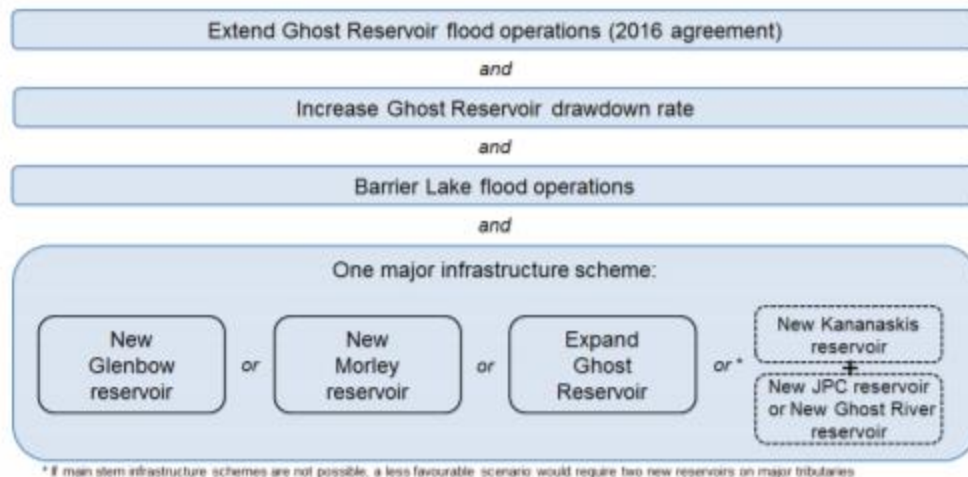 Extend Ghost Reservoir flood operations (2016 agreement)
and
Increase Ghost Reservoir drawdown rate
and
Barrier Lake flood operations
and
One major infrastructure scheme:
New
Glenbow
reservoir
or
New
Morley
reservoir
or
Expand
Ghost
Reservoir
or *
New Kananaskis
reservoir
+
New JPC reservoir
or New Ghost River
reservoir
* If main stem infrastructure schemes are not possible, a less favourable scenario would require two new reservoirs on major tributaries